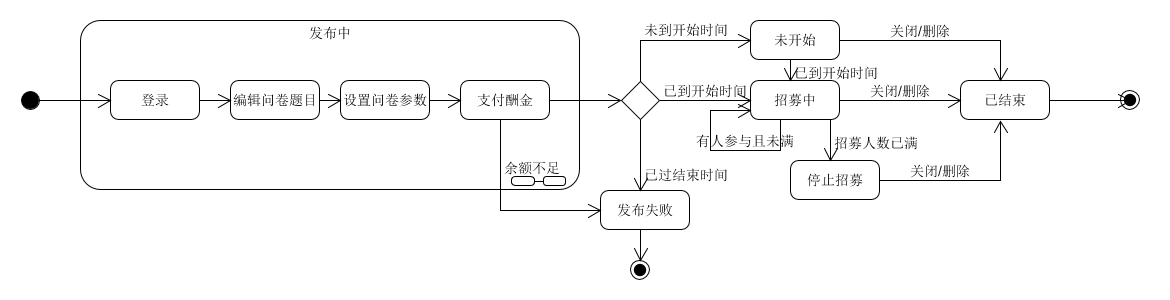 发布中
登录
编辑问卷题目
设置问卷参数
支付酬金
余额不足
未到开始时间
未开始
关闭/删除
已到开始时间
已到开始时间
招募中
关闭/删除
已结束
有人参与且未满
招募人数已满
停止招募
关闭/删除
已过结束时间
发布失败